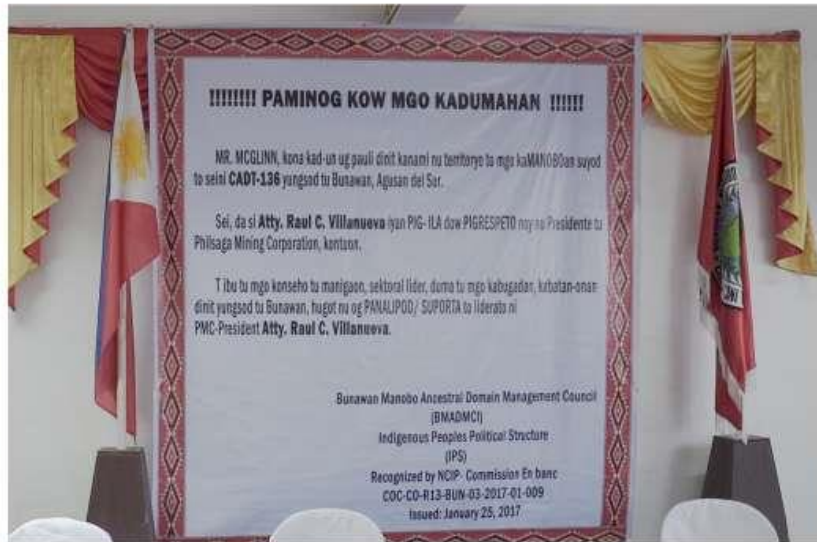 !!!!!!!! PAMINOG KOW MGO KADUMAHAN !!!!!!
MR. MCGLINN, kona kad-un ug pauli dinit kanami nu territoryo to mgo kaMANOBOan suyod
to seini CADT-136 yungsod tu Bunawan, Agusan del Sur.
Sei, da si Atty. Raul C. Villanueva iyan PIG- ILA dow PIGRESPETO noy no Presidente tu
Philsaga Mining Corporation, kontoon.
T ibu tu mgo konseho tu manigaon, sektoral lider, duma tu mgo kabugadan, kabatan-onan
dinit yungsod tu Bunawan, hugot nu og PANALIPOD/ SUPORTA to liderato ni
PMC-President Atty. Raul C. Villanueva.
Bunawan Manobo Ancestral Domain Management Council
(BMADMCI)
Indigenous Peoples Political Structure
(IPS)
Recognized by NCIP- Commission En banc
COC-CO-R13-BUN-03-2017-01-009
Issued: January 25, 2017